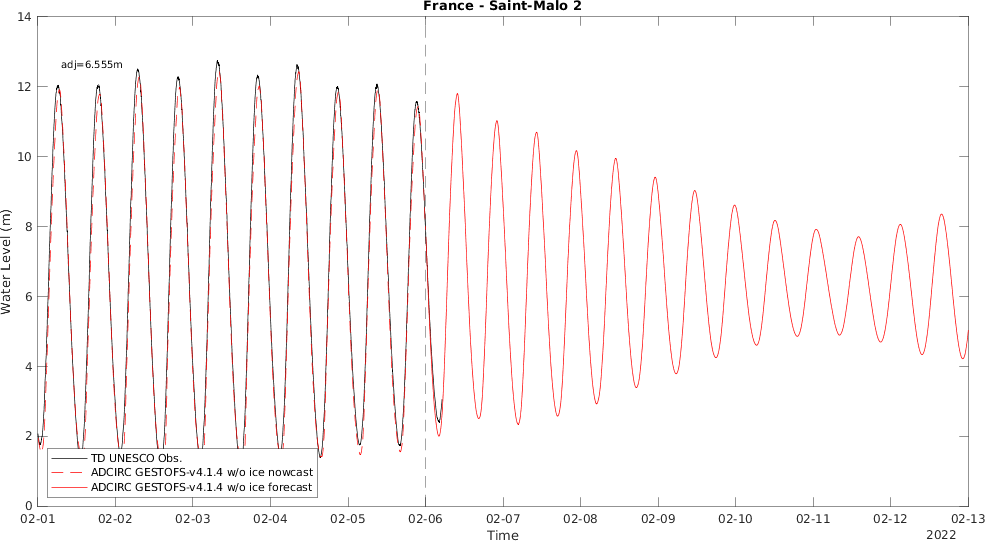 France - Saint-Malo 2
14
adj=6.555m
12
10
8
6
4
2
0
Water Level (m)
TD UNESCO Obs.
ADCIRC GESTOFS-v4.1.4 w/o ice nowcast
ADCIRC GESTOFS-v4.1.4 w/o ice forecast
02-01 02-02 02-03 02-04 02-05 02-06 02-07 02-08 02-09 02-10 02-11 02-12 02-13
Time
2022